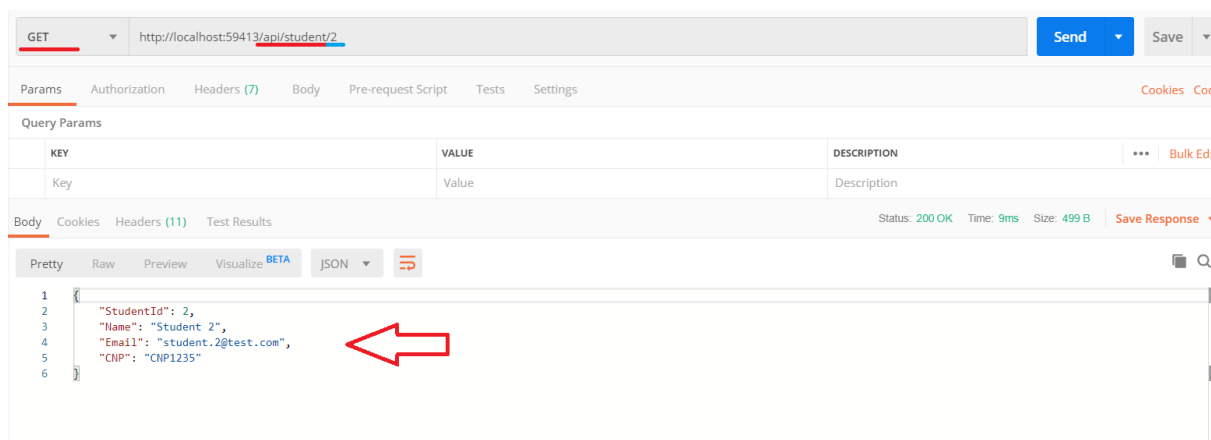 GET http://localhost:59413/api/student/2 Send Save
Params Authorization Headers (7) Body Pre-request Script Tests Settings Cookies
Query Params
KEY VALUE DESCRIPTION ••• Bulk Edi
Key Value Description
Body Cookies Headers (11) Test Results Status: 200 OK Time: 9ms Size: 499 B Save Response
Pretty Raw Preview Visualize BETA JSON
1 {
2 "StudentId": 2,
3 "Name": "Student 2",
4 "Email": "student.2@test.com",
5 "CNP": "CNP1235"
6 }